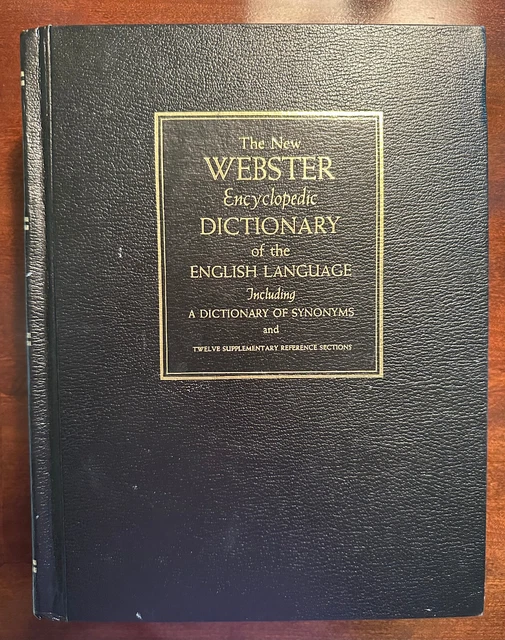 The New
WEBSTER
Encyclopedic
DICTIONARY
of the
ENGLISH LANGUAGE
Including
A DICTIONARY OF SYNONYMS
and
TWELVE SUPPLEMENTARY REFERENCE SECTIONS